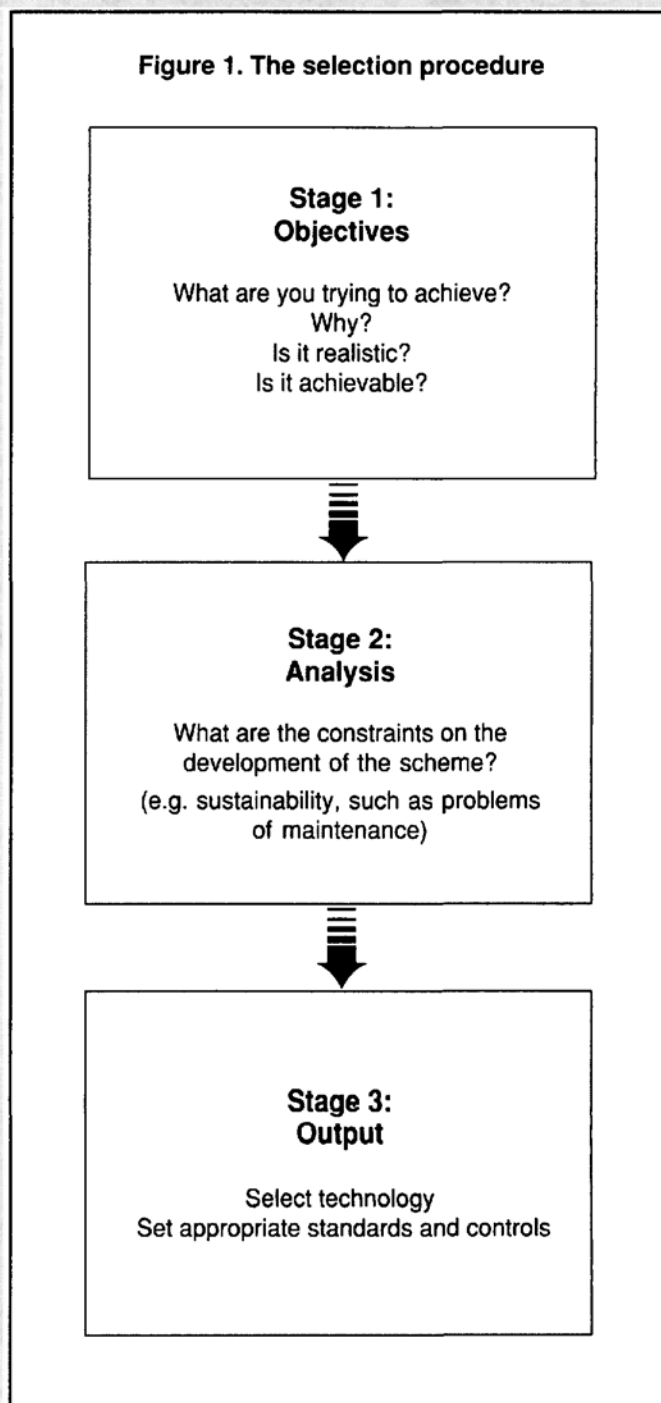 Figure 1. The selection procedure
Stage 1:
Objectives
What are you trying to achieve?
Why?
Is it realistic?
Is it achievable?
Stage 2:
Analysis
What are the constraints on the
development of the scheme?
(e.g. sustainability, such as problems
of maintenance)
Stage 3:
Output
Select technology
Set appropriate standards and controls